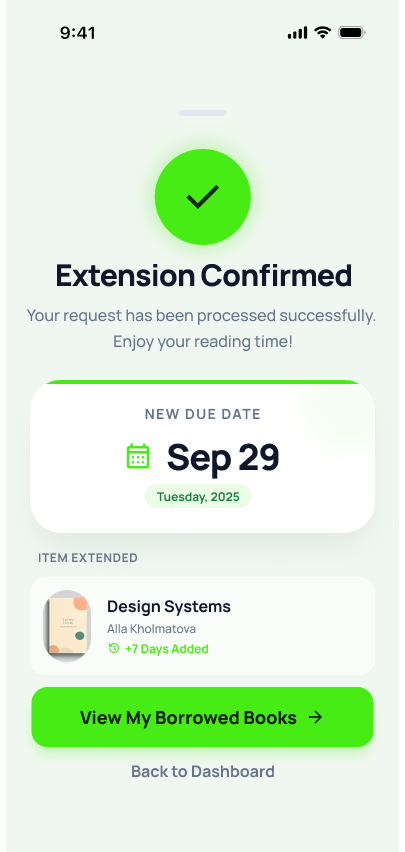 9:41
Extension Confirmed
Your request has been processed successfully.
Enjoy your reading time!
NEW DUE DATE
Sep 29
Tuesday, 2025
ITEM EXTENDED
Design Systems
Alla Kholmatova
+7 Days Added
View My Borrowed Books
Back to Dashboard